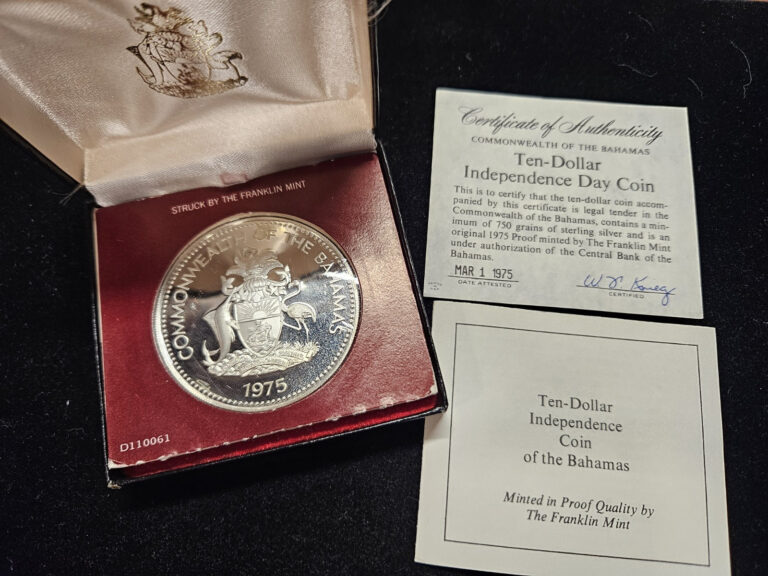 STRUCK BY THE FRANKLIN MINT
COMMONWEALTH OF THE BAHAMAS
1975
D110061
Certificate of Authenticity
COMMONWEALTH OF THE BAHAMAS
Ten-Dollar
Independence Day Coin
This is to certify that the ten-dollar coin accom-
panied by this certificate is legal tender in the
Commonwealth of the Bahamas, contains a min-
imum of 750 grains of sterling silver and is an
original 1975 Proof minted by The Franklin Mint
under authorization of the Central Bank of the
Bahamas.
MAR 1 1975
DATE ATTESTED
CERTIFIED
Ten-Dollar
Independence
Coin
of the Bahamas
Minted in Proof Quality by
The Franklin Mint